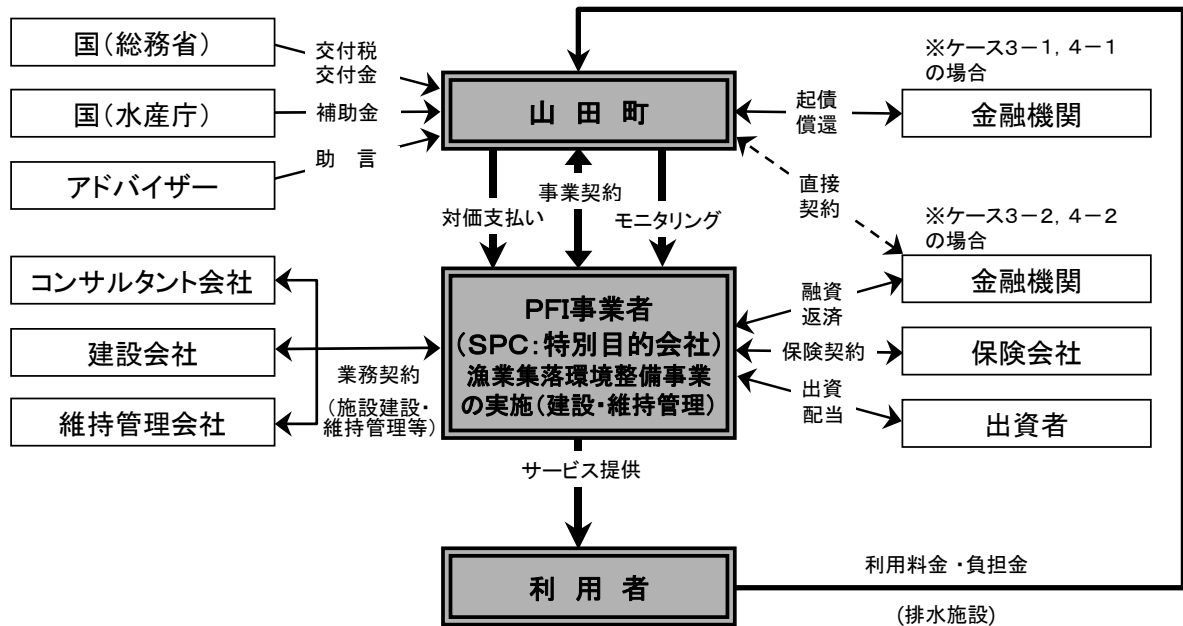 国(総務省)
交付税
交付金
※ケース3-1, 4-1
の場合
国(水産庁)
補助金
山 田 町
起債
償還
金融機関
アドバイザー
助 言
直接
契約
対価支払い
事業契約
モニタリング
※ケース3-2, 4-2
の場合
コンサルタント会社
金融機関
PFI事業者
(SPC:特別目的会社)
漁業集落環境整備事業
の実施(建設・維持管理)
融資
返済
建設会社
保険契約
保険会社
業務契約
(施設建設・
維持管理等)
維持管理会社
出資
配当
出資者
サービス提供
利 用 者
利用料金・負担金
(排水施設)